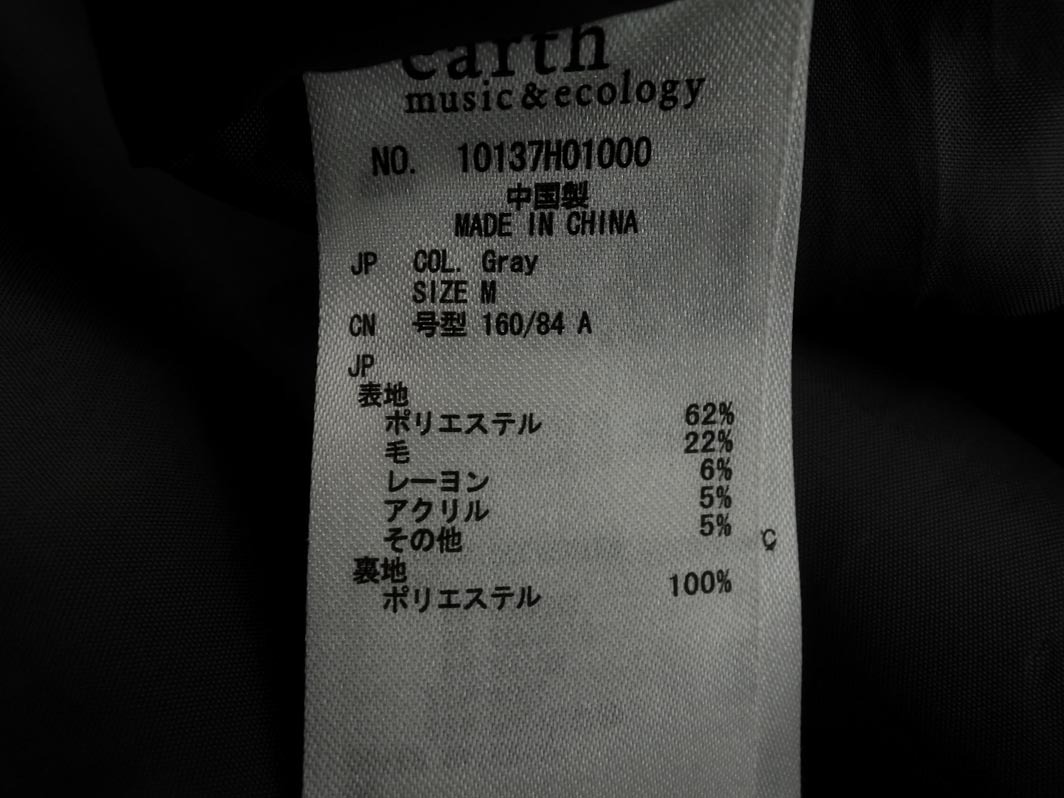 earth
music&ecology
NO. 10137H01000
中国製
MADE IN CHINA
JP COL. Gray
SIZE M
CN 号型 160/84 A
JP
表地
ポリエステル 62%
毛 22%
レーヨン 6%
アクリル 5%
その他 5%
裏地
ポリエステル 100%